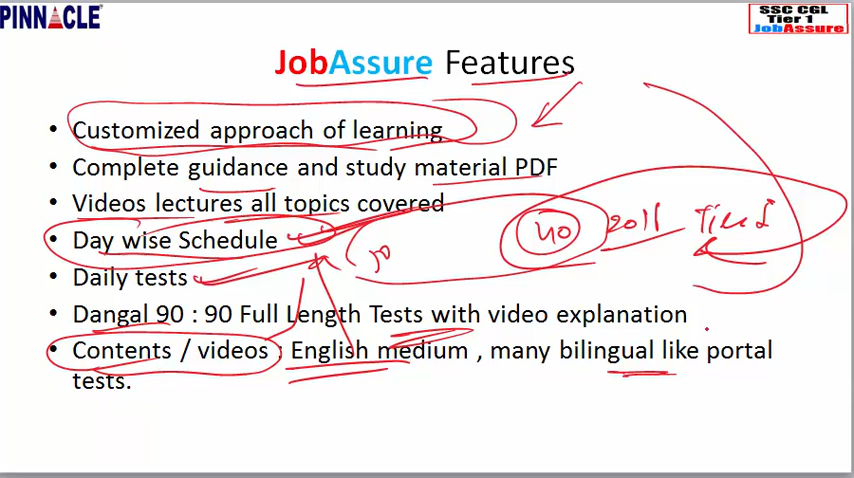 PINNACLE
SSC CGL
Tier 1
JobAssure
JobAssure Features
• Customized approach of learning
• Complete guidance and study material PDF
• Videos lectures all topics covered
• Day wise Schedule
40 2011 Tier I
• Daily tests
• Dangal 90 : 90 Full Length Tests with video explanation
• Contents / videos : English medium , many bilingual like portal
tests.